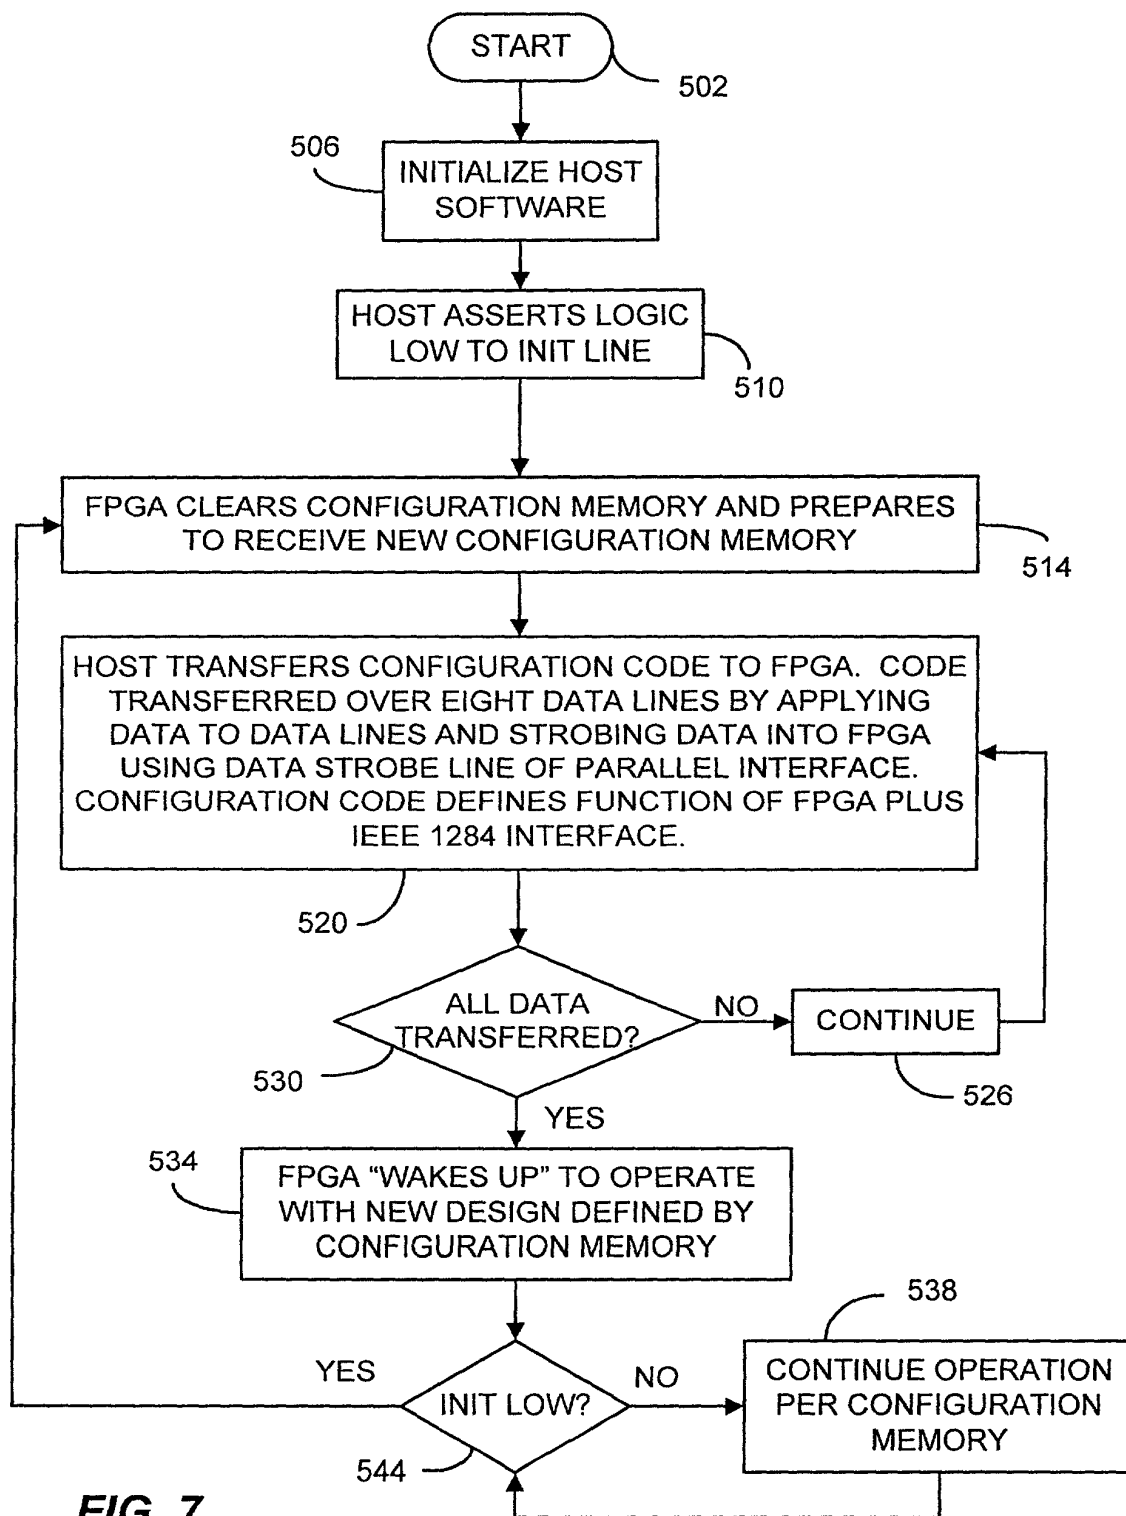 START
502
506
INITIALIZE HOST
SOFTWARE
HOST ASSERTS LOGIC
LOW TO INIT LINE
510
FPGA CLEARS CONFIGURATION MEMORY AND PREPARES
TO RECEIVE NEW CONFIGURATION MEMORY
514
HOST TRANSFERS CONFIGURATION CODE TO FPGA. CODE
TRANSFERRED OVER EIGHT DATA LINES BY APPLYING
DATA TO DATA LINES AND STROBING DATA INTO FPGA
USING DATA STROBE LINE OF PARALLEL INTERFACE.
CONFIGURATION CODE DEFINES FUNCTION OF FPGA PLUS
IEEE 1284 INTERFACE.
520
ALL DATA
TRANSFERRED?
NO
CONTINUE
530
526
YES
534
FPGA “WAKES UP” TO OPERATE
WITH NEW DESIGN DEFINED BY
CONFIGURATION MEMORY
538
YES
INIT LOW?
NO
CONTINUE OPERATION
PER CONFIGURATION
MEMORY
544
FIG. 7